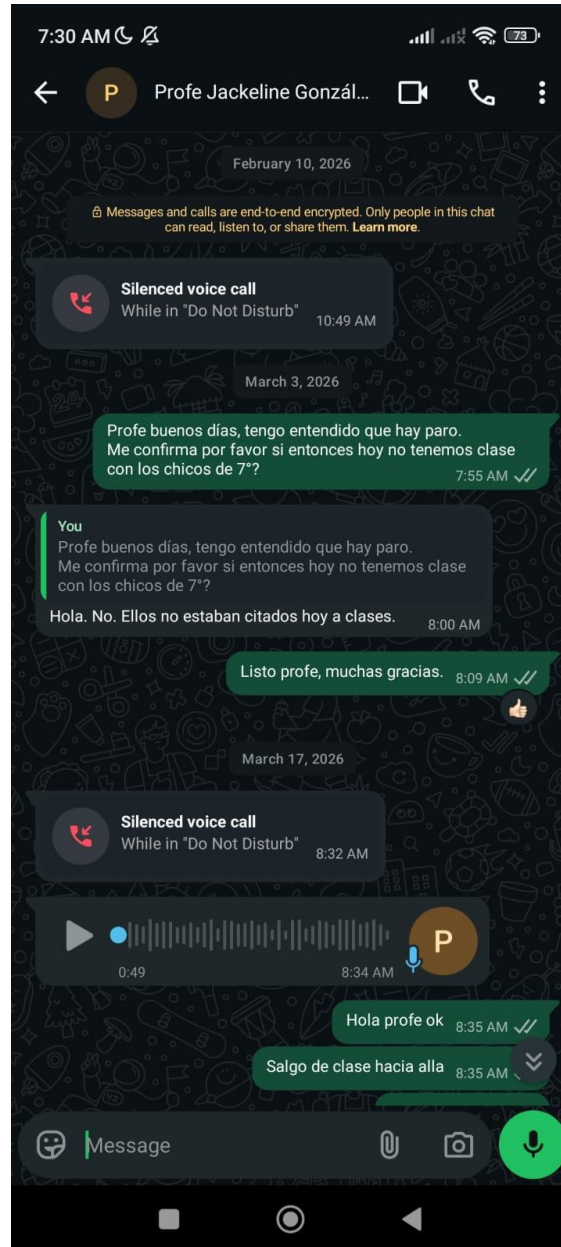 7:30 AM
73
P
Profe Jackeline Gonzál...
February 10, 2026
Messages and calls are end-to-end encrypted. Only people in this chat
can read, listen to, or share them. Learn more.
Silenced voice call
While in "Do Not Disturb"
10:49 AM
March 3, 2026
Profe buenos días, tengo entendido que hay paro.
Me confirma por favor si entonces hoy no tenemos clase
con los chicos de 7°?
7:55 AM
You
Profe buenos días, tengo entendido que hay paro.
Me confirma por favor si entonces hoy no tenemos clase
con los chicos de 7°?
Hola. No. Ellos no estaban citados hoy a clases.
8:00 AM
Listo profe, muchas gracias. 8:09 AM
March 17, 2026
Silenced voice call
While in "Do Not Disturb"
8:32 AM
P
0:49
8:34 AM
Hola profe ok 8:35 AM
Salgo de clase hacia alla 8:35 AM
Message